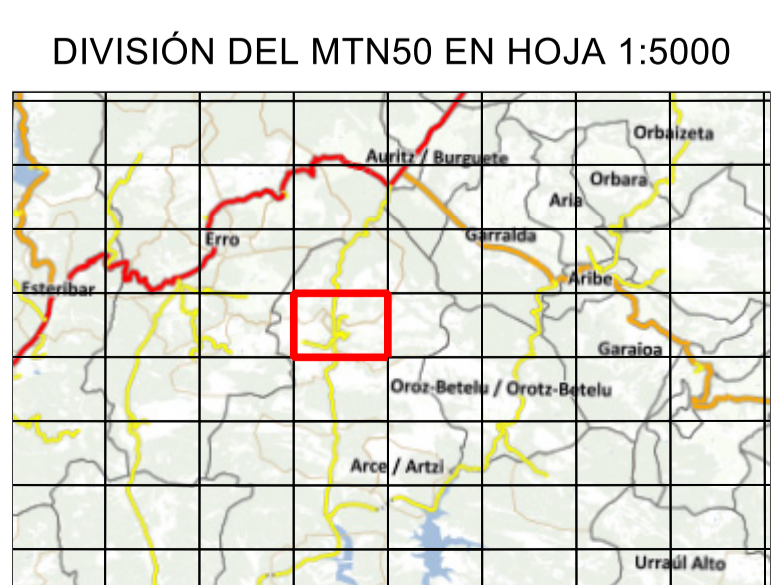 DIVISIÓN DEL MTN50 EN HOJA 1:5000
Orbaizeta
Auritz / Burguete
Orbara
Aria
Garralda
Erro
Aribe
Esteribar
Garaioa
Oroz-Betelu / Orotz-Betelu
Arce / Artzi
Urraúl Alto